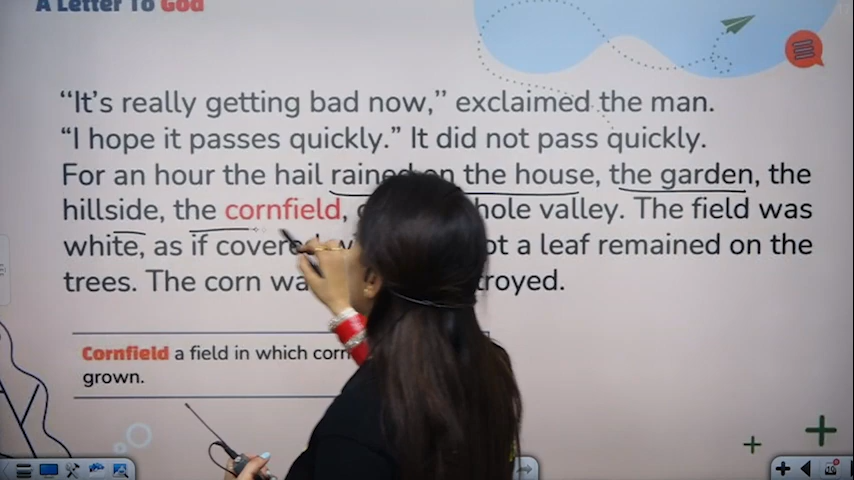 A Letter To God
“It’s really getting bad now,” exclaimed the man.
“I hope it passes quickly.” It did not pass quickly.
For an hour the hail rained on the house, the garden, the
hillside, the cornfield, hole valley. The field was
white, as if covered ot a leaf remained on the
trees. The corn wa troyed.
Cornfield a field in which corn
grown.